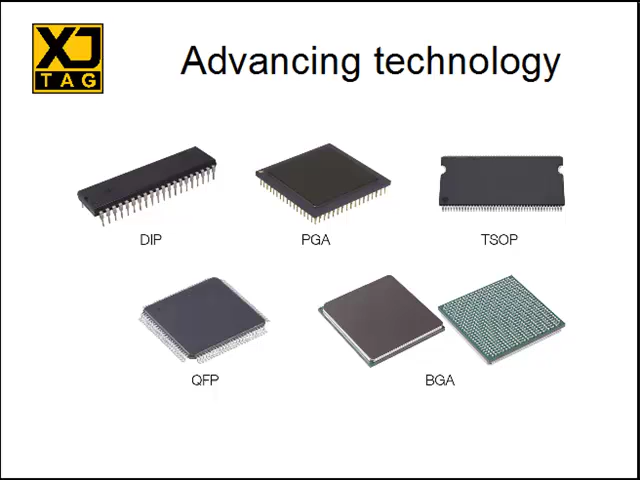 XJ
TAG
Advancing technology
DIP
PGA
TSOP
QFP
BGA